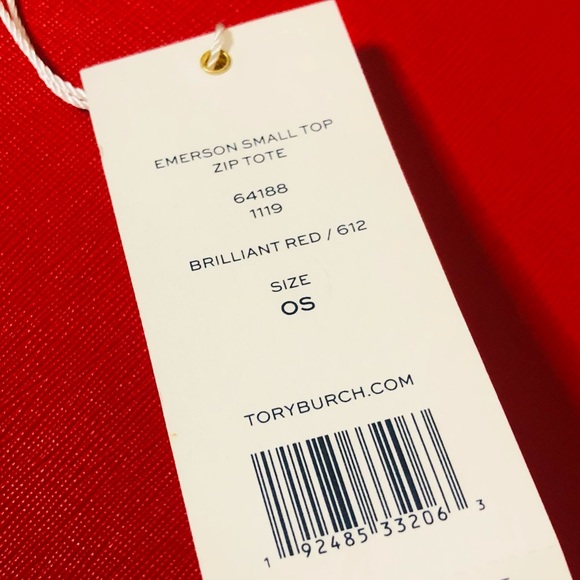 EMERSON SMALL TOP
ZIP TOTE
64188
1119
BRILLIANT RED / 612
SIZE
OS
TORYBURCH.COM
1 92485 33206 3